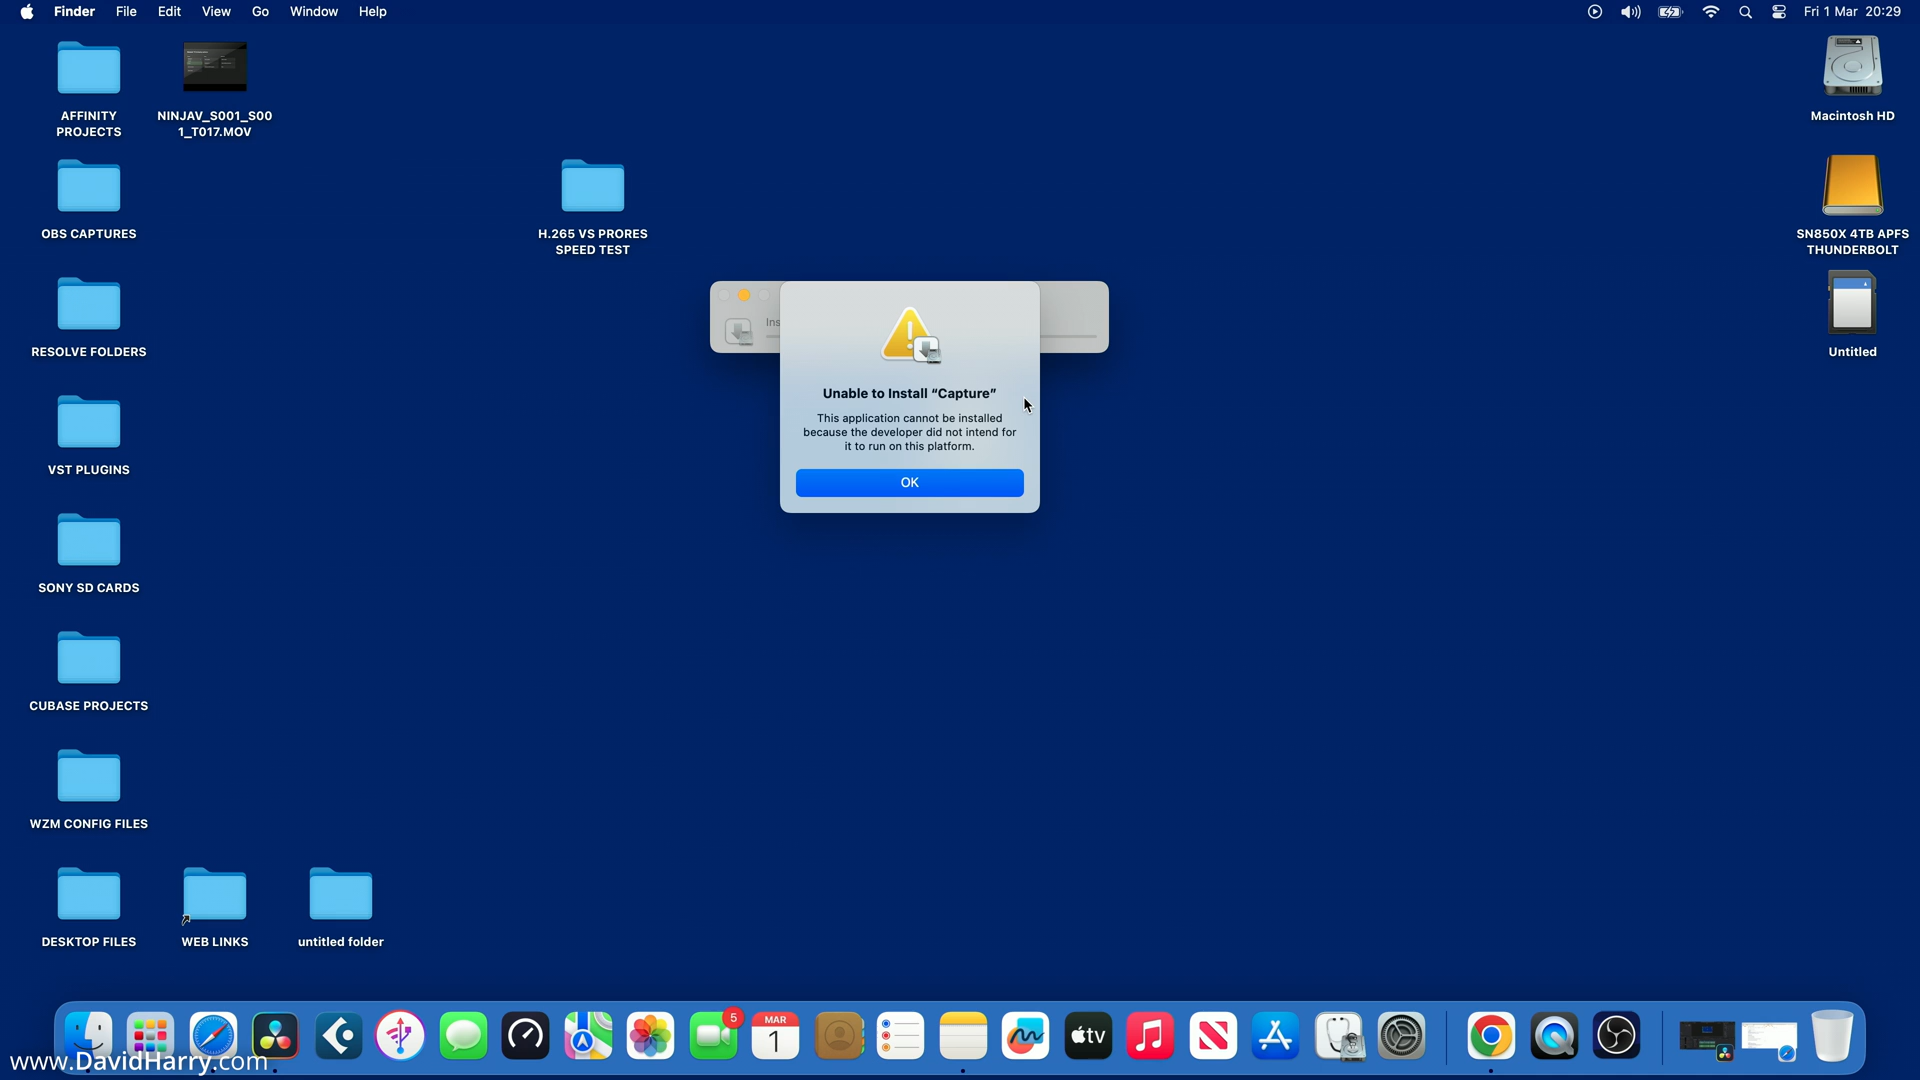 Finder File Edit View Go Window Help
Fri 1 Mar 20:29
AFFINITY
PROJECTS
NINJAV_S001_S00
1_T017.MOV
Macintosh HD
OBS CAPTURES
H.265 VS PRORES
SPEED TEST
SN850X 4TB APFS
THUNDERBOLT
RESOLVE FOLDERS
Untitled
Ins
Unable to Install “Capture”
This application cannot be installed
because the developer did not intend for
it to run on this platform.
OK
VST PLUGINS
SONY SD CARDS
CUBASE PROJECTS
WZM CONFIG FILES
DESKTOP FILES
WEB LINKS
untitled folder
5
MAR
1
tv
www.DavidHarry.com